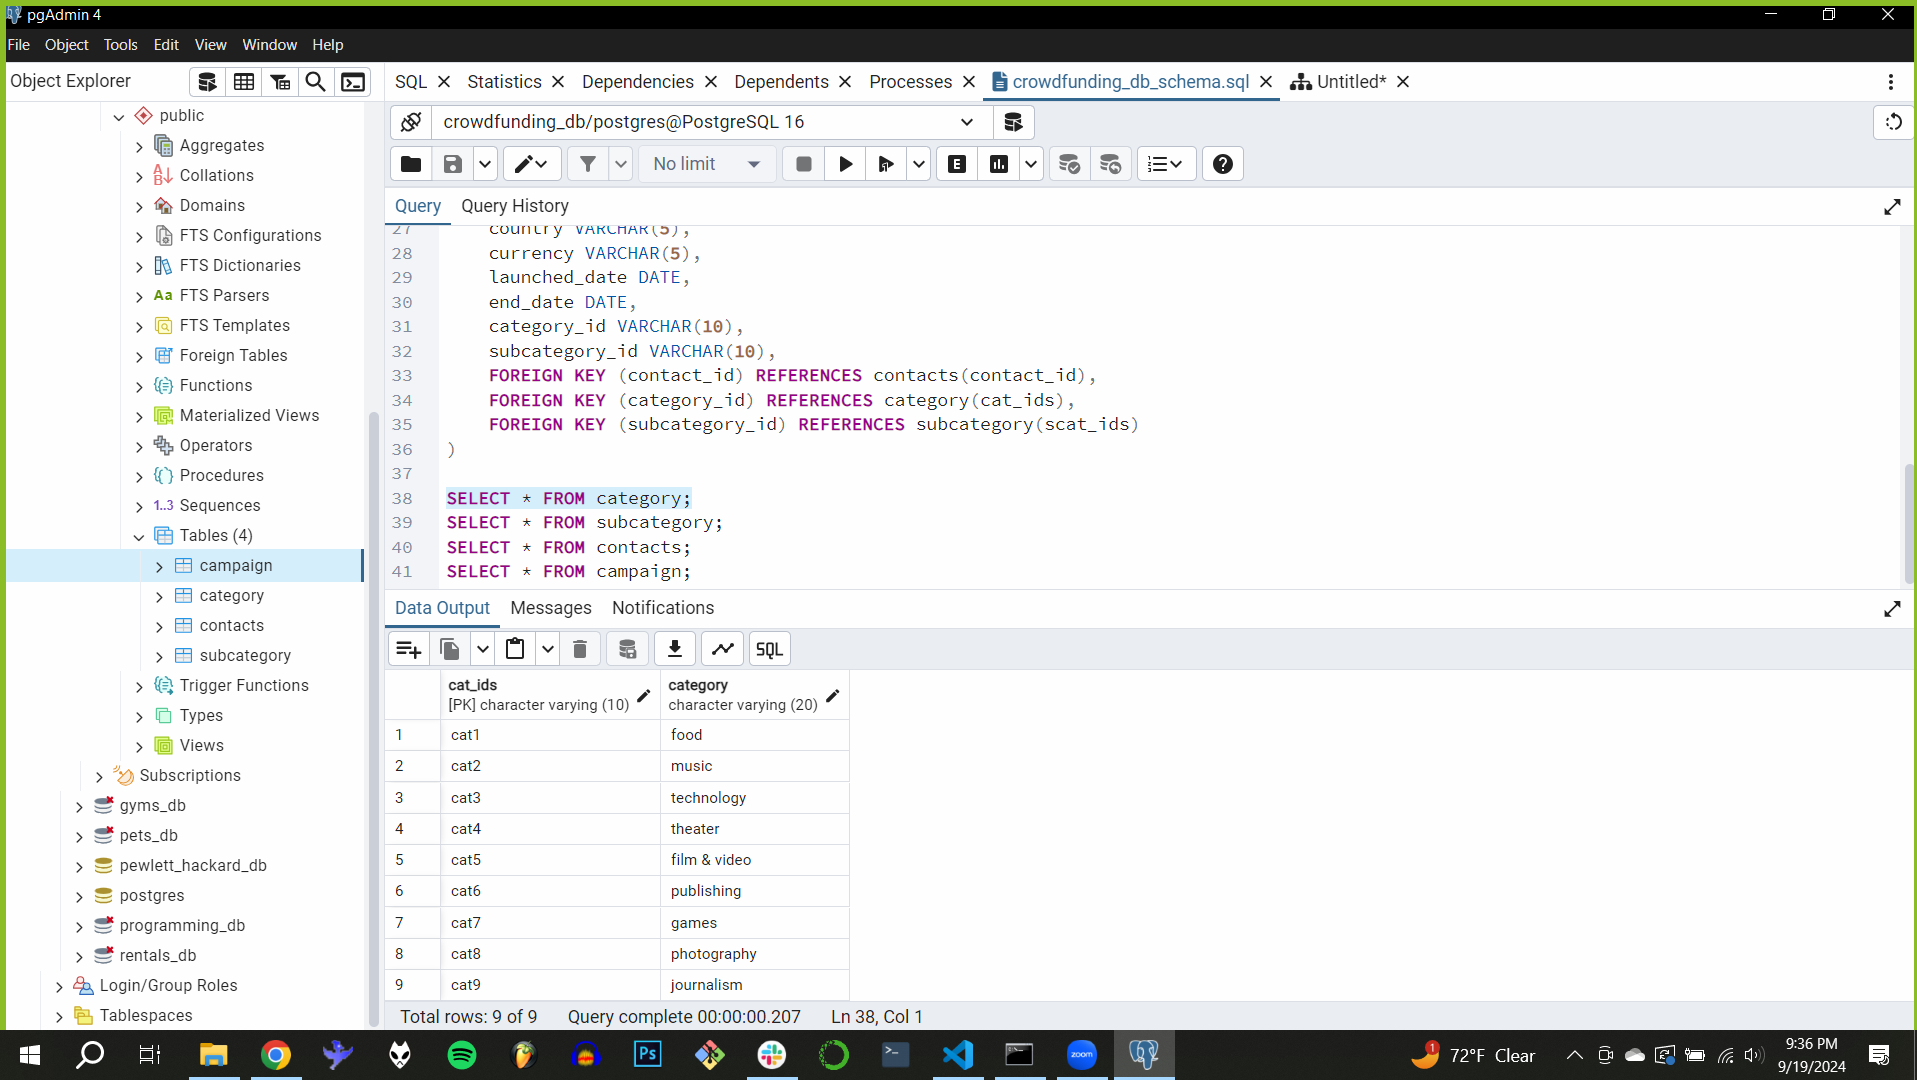 pgAdmin 4
File Object Tools Edit View Window Help
Object Explorer
SQL
Statistics
Dependencies
Dependents
Processes
crowdfunding_db_schema.sql
Untitled*
public
Aggregates
Collations
Domains
FTS Configurations
FTS Dictionaries
Aa FTS Parsers
FTS Templates
Foreign Tables
Functions
Materialized Views
Operators
Procedures
1..3 Sequences
Tables (4)
campaign
category
contacts
subcategory
Trigger Functions
Types
Views
Subscriptions
gyms_db
pets_db
pewlett_hackard_db
postgres
programming_db
rentals_db
Login/Group Roles
Tablespaces
crowdfunding_db/postgres@PostgreSQL 16
No limit
E
Query Query History
27 country VARCHAR(5),
28 currency VARCHAR(5),
29 launched_date DATE,
30 end_date DATE,
31 category_id VARCHAR(10),
32 subcategory_id VARCHAR(10),
33 FOREIGN KEY (contact_id) REFERENCES contacts(contact_id),
34 FOREIGN KEY (category_id) REFERENCES category(cat_ids),
35 FOREIGN KEY (subcategory_id) REFERENCES subcategory(scat_ids)
36 )
37
38 SELECT * FROM category;
39 SELECT * FROM subcategory;
40 SELECT * FROM contacts;
41 SELECT * FROM campaign;
Data Output Messages Notifications
SQL
cat_ids category
[PK] character varying (10) character varying (20)
1 cat1 food
2 cat2 music
3 cat3 technology
4 cat4 theater
5 cat5 film & video
6 cat6 publishing
7 cat7 games
8 cat8 photography
9 cat9 journalism
Total rows: 9 of 9 Query complete 00:00:00.207 Ln 38, Col 1
Ps
zoom
1
72°F Clear
9:36 PM
9/19/2024